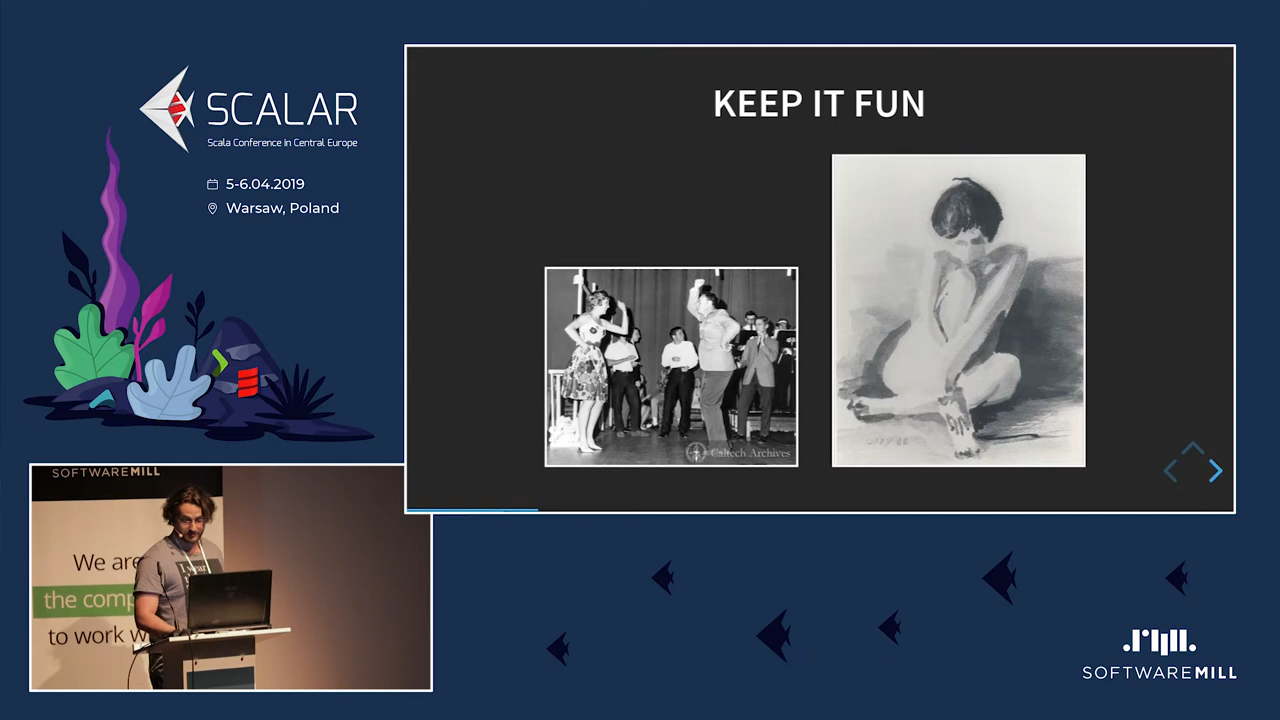 SCALAR
Scala Conference in Central Europe
5-6.04.2019
Warsaw, Poland
KEEP IT FUN
Caltech Archives
SOFTWAREMILL
We are
the comp
to work w
I wear
SOFTWAREMILL